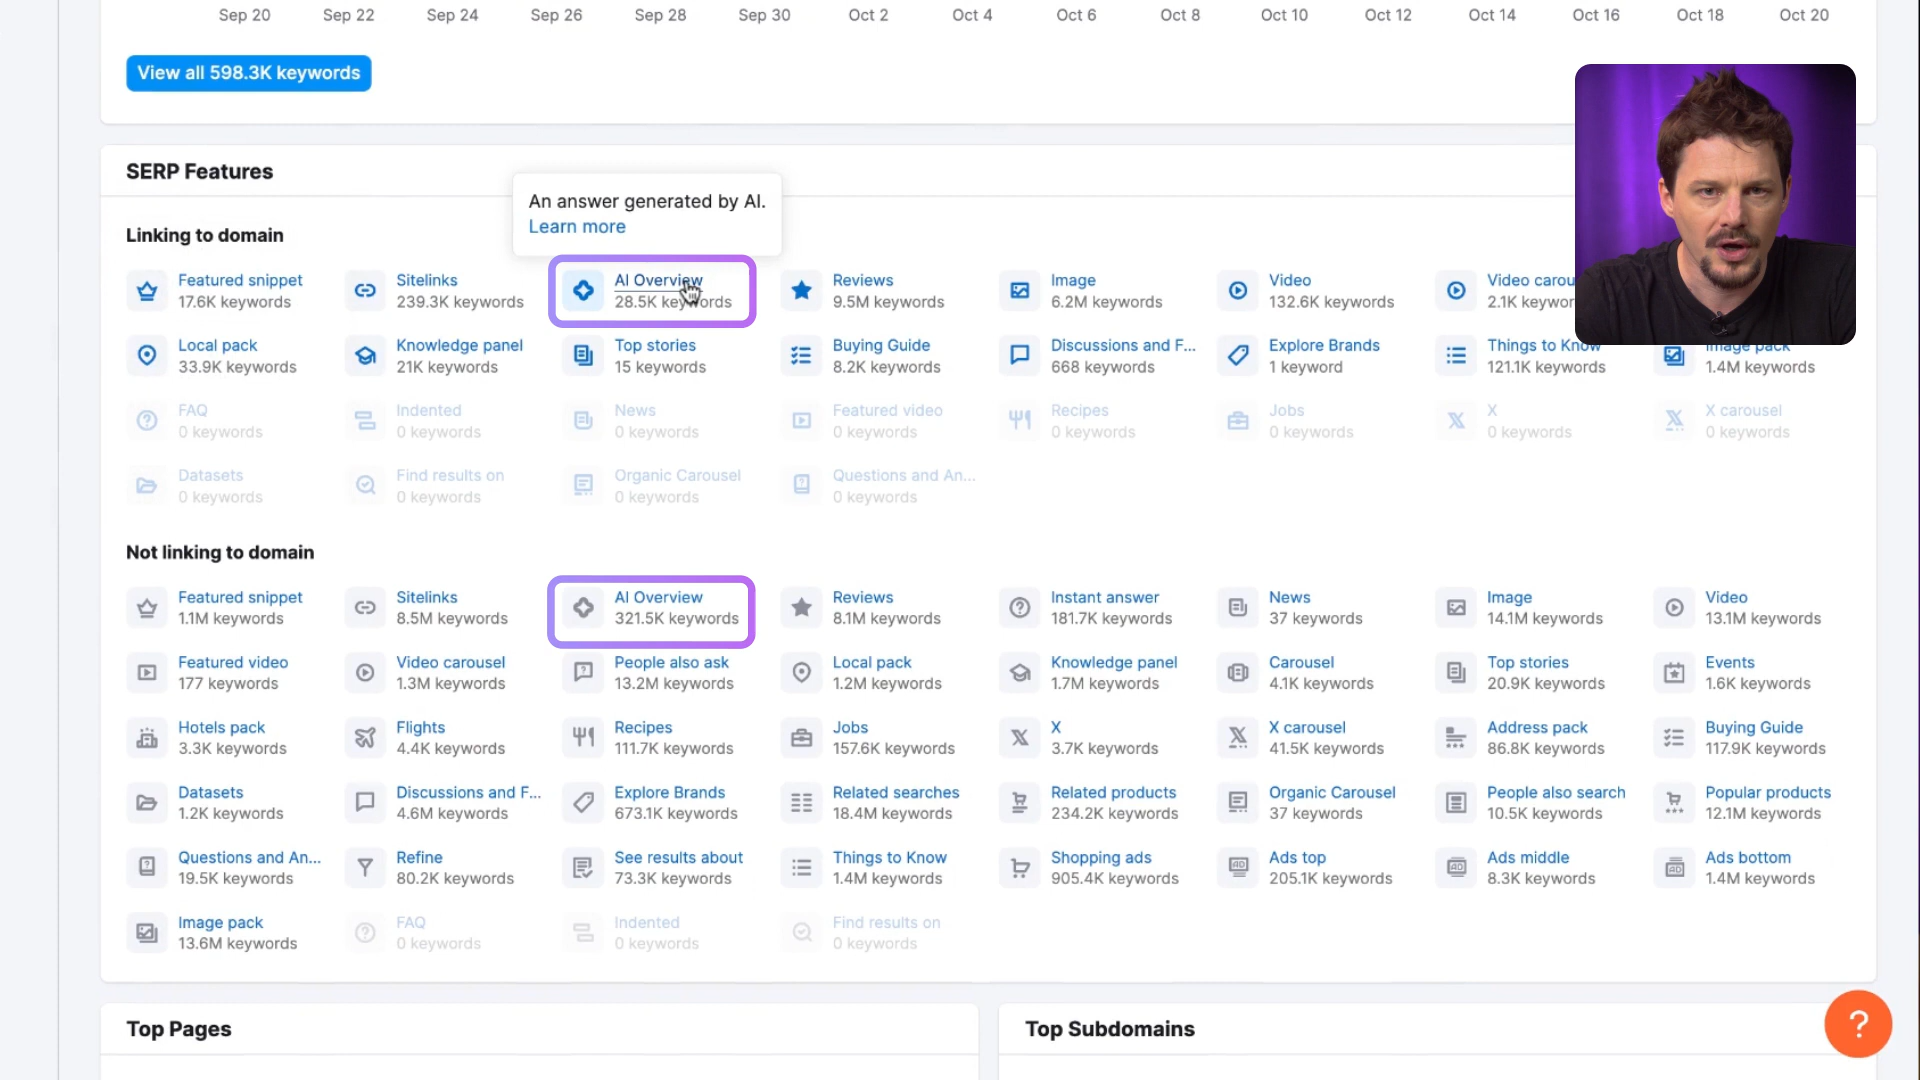 Sep 20 Sep 22 Sep 24 Sep 26 Sep 28 Sep 30 Oct 2 Oct 4 Oct 6 Oct 8 Oct 10 Oct 12 Oct 14 Oct 16 Oct 18 Oct 20
View all 598.3K keywords
SERP Features
An answer generated by AI.
Learn more
Linking to domain
Featured snippet Sitelinks AI Overview Reviews Image Video Video carou
17.6K keywords 239.3K keywords 28.5K keywords 9.5M keywords 6.2M keywords 132.6K keywords 2.1K keywor
Local pack Knowledge panel Top stories Buying Guide Discussions and F... Explore Brands Things to Know Image pack
33.9K keywords 21K keywords 15 keywords 8.2K keywords 668 keywords 1 keyword 121.1K keywords 1.4M keywords
FAQ Indented News Featured video Recipes Jobs X X carousel
0 keywords 0 keywords 0 keywords 0 keywords 0 keywords 0 keywords 0 keywords 0 keywords
Datasets Find results on Organic Carousel Questions and An...
0 keywords 0 keywords 0 keywords 0 keywords
Not linking to domain
Featured snippet Sitelinks AI Overview Reviews Instant answer News Image Video
1.1M keywords 8.5M keywords 321.5K keywords 8.1M keywords 181.7K keywords 37 keywords 14.1M keywords 13.1M keywords
Featured video Video carousel People also ask Local pack Knowledge panel Carousel Top stories Events
177 keywords 1.3M keywords 13.2M keywords 1.2M keywords 1.7M keywords 4.1K keywords 20.9K keywords 1.6K keywords
Hotels pack Flights Recipes Jobs X X carousel Address pack Buying Guide
3.3K keywords 4.4K keywords 111.7K keywords 157.6K keywords 3.7K keywords 41.5K keywords 86.8K keywords 117.9K keywords
Datasets Discussions and F... Explore Brands Related searches Related products Organic Carousel People also search Popular products
1.2K keywords 4.6M keywords 673.1K keywords 18.4M keywords 234.2K keywords 37 keywords 10.5K keywords 12.1M keywords
Questions and An... Refine See results about Things to Know Shopping ads Ads top Ads middle Ads bottom
19.5K keywords 80.2K keywords 73.3K keywords 1.4M keywords 905.4K keywords 205.1K keywords 8.3K keywords 1.4M keywords
Image pack FAQ Indented Find results on
13.6M keywords 0 keywords 0 keywords 0 keywords
Top Pages Top Subdomains
?